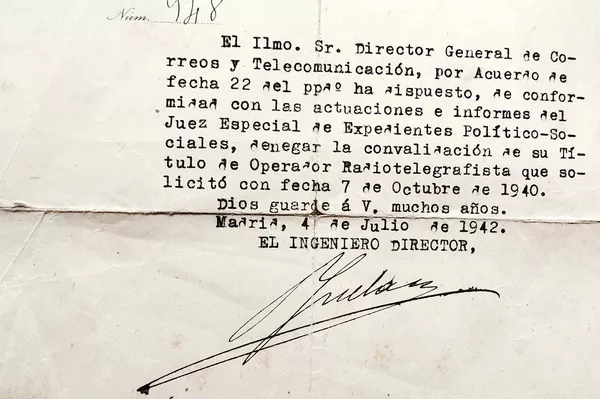 Núm. 948
El Ilmo. Sr. Director General de Co-
rreos y Telecomunicación, por Acuerdo de
fecha 22 del ppdº ha dispuesto, de confor-
midad con las actuaciones e informes del
Juez Especial de Expedientes Político-So-
ciales, denegar la convalidación de su Tí-
tulo de Operador Radiotelegrafista que so-
licitó con fecha 7 de Octubre de 1940.
Dios guarde á V. muchos años.
Madrid, 4 de Julio de 1942.
EL INGENIERO DIRECTOR,